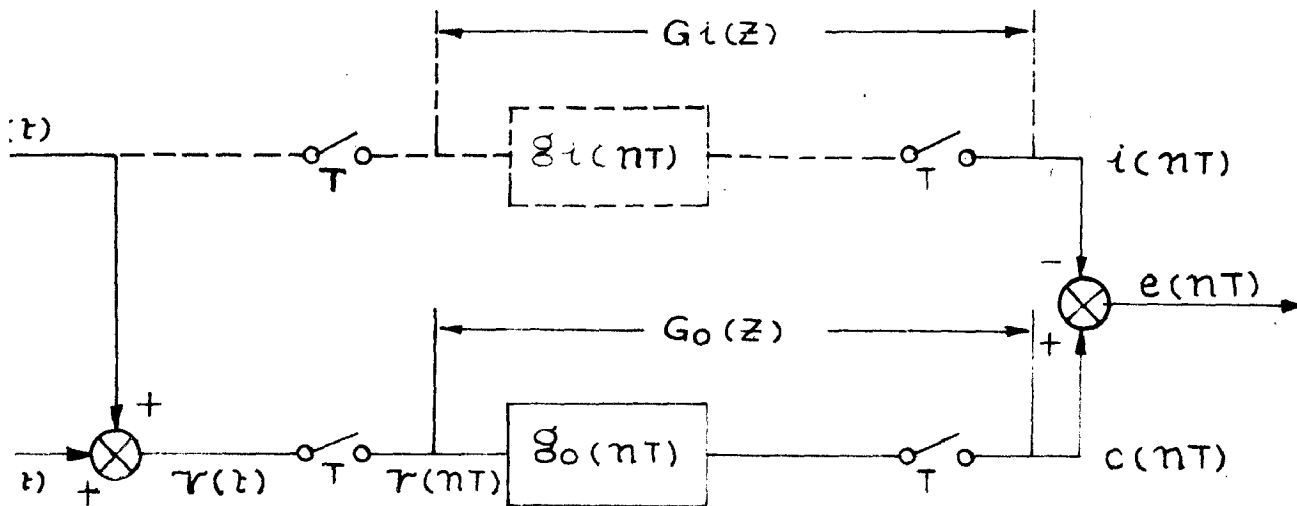 Gi(Z)
(t)
T
gi(nT)
T
i(nT)
-
e(nT)
Go(Z)
+
+
t)
+
r(t)
T
r(nT)
go(nT)
T
c(nT)